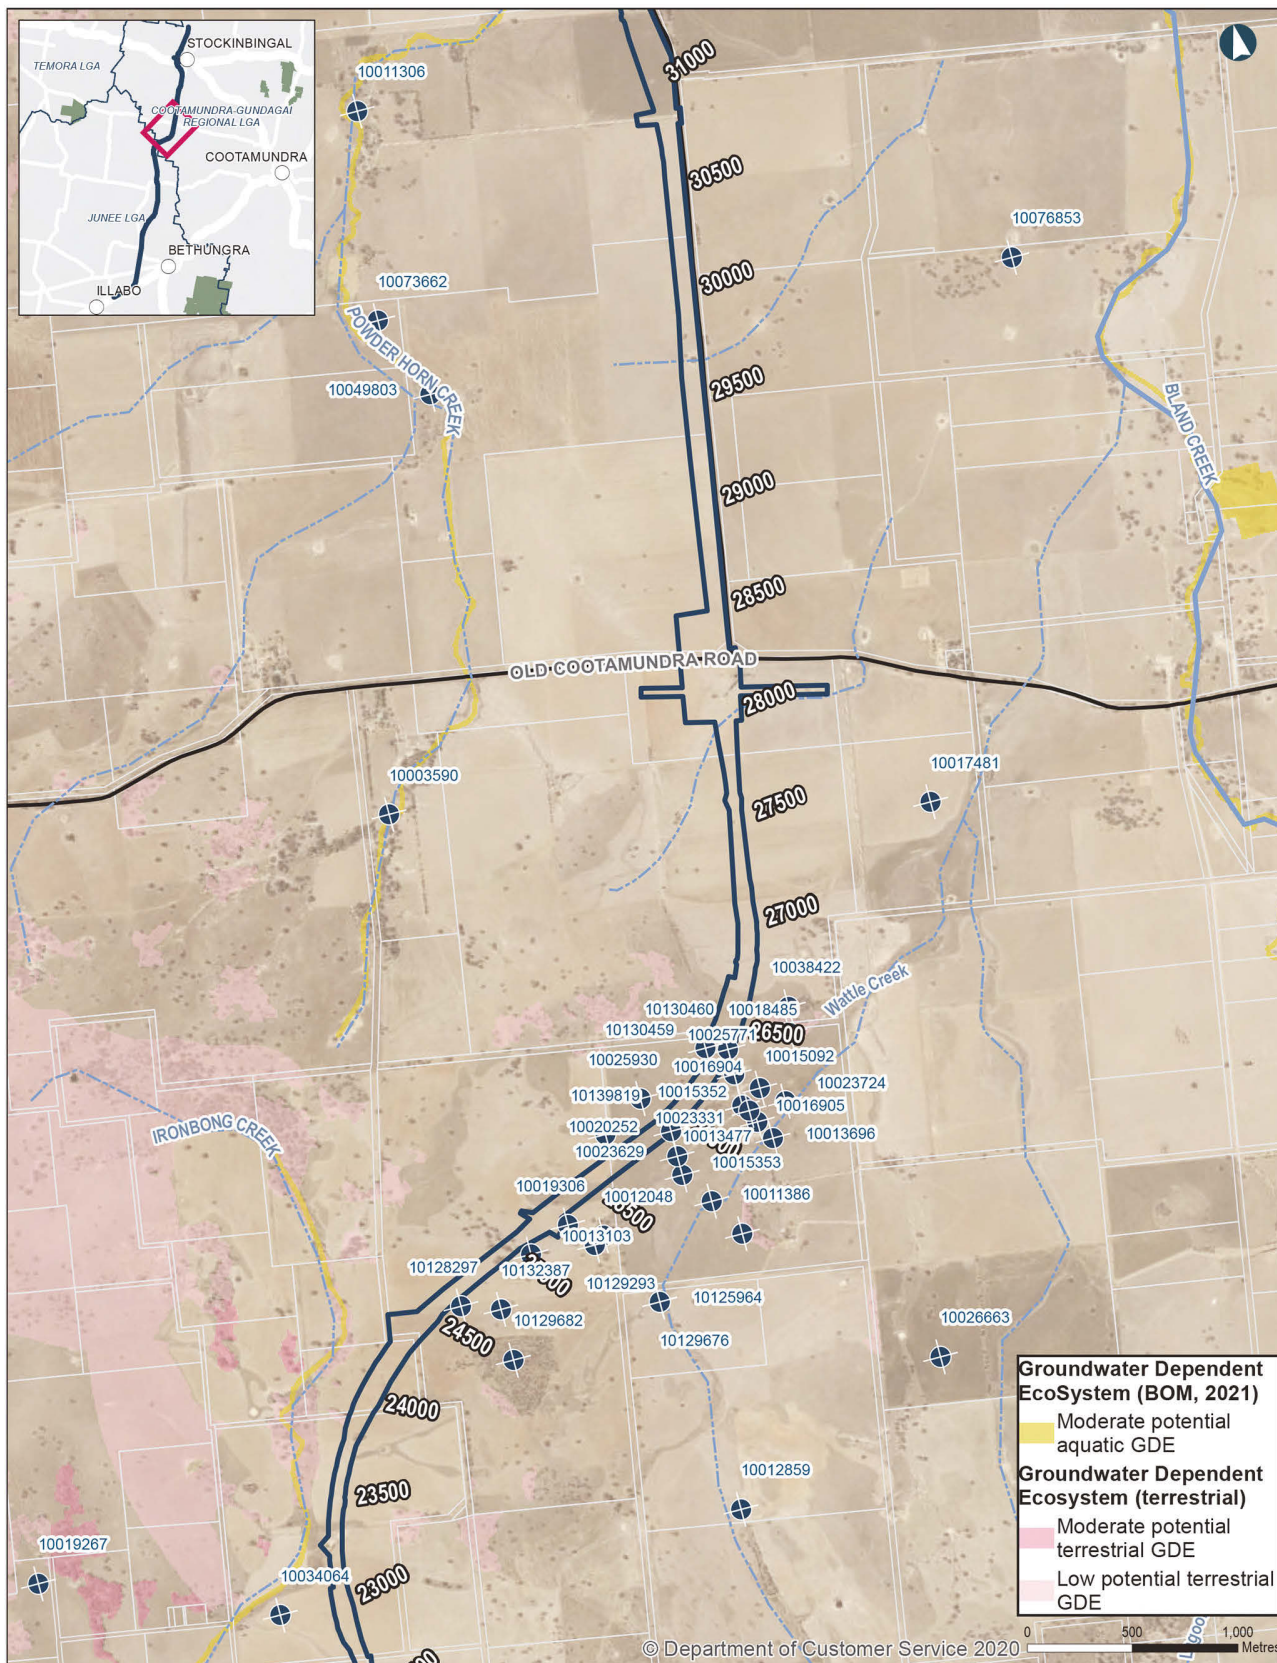 STOCKINBINGAL
TEMORA LGA
COOTAMUNDRA-GUNDAGAI
REGIONAL LGA
COOTAMUNDRA
JUNEE LGA
BETHUNGRA
ILLABO
10011306
31000
30500
10076853
30000
10073662
POWDER HORN CREEK
29500
10049803
BLAND CREEK
29000
28500
OLD COOTAMUNDRA ROAD
28000
10017481
10003590
27500
27000
10038422
Wattle Creek
10130460
10018485
10130459
10025771
26500
10025930
10016904
10015092
10139819
10015352
10023724
10023331
10016905
10020252
10013477
10013696
IRONBONG CREEK
10023629
10015353
10019306
10012048
10011386
10013103
10128297
10132387
10129293
10125964
10129682
10129676
10026663
24500
24000
23500
10012859
10019267
10034064
23000
Groundwater Dependent
EcoSystem (BOM, 2021)
Moderate potential
aquatic GDE
Groundwater Dependent
Ecosystem (terrestrial)
Moderate potential
terrestrial GDE
Low potential terrestrial
GDE
0 500 1,000
Metres
© Department of Customer Service 2020